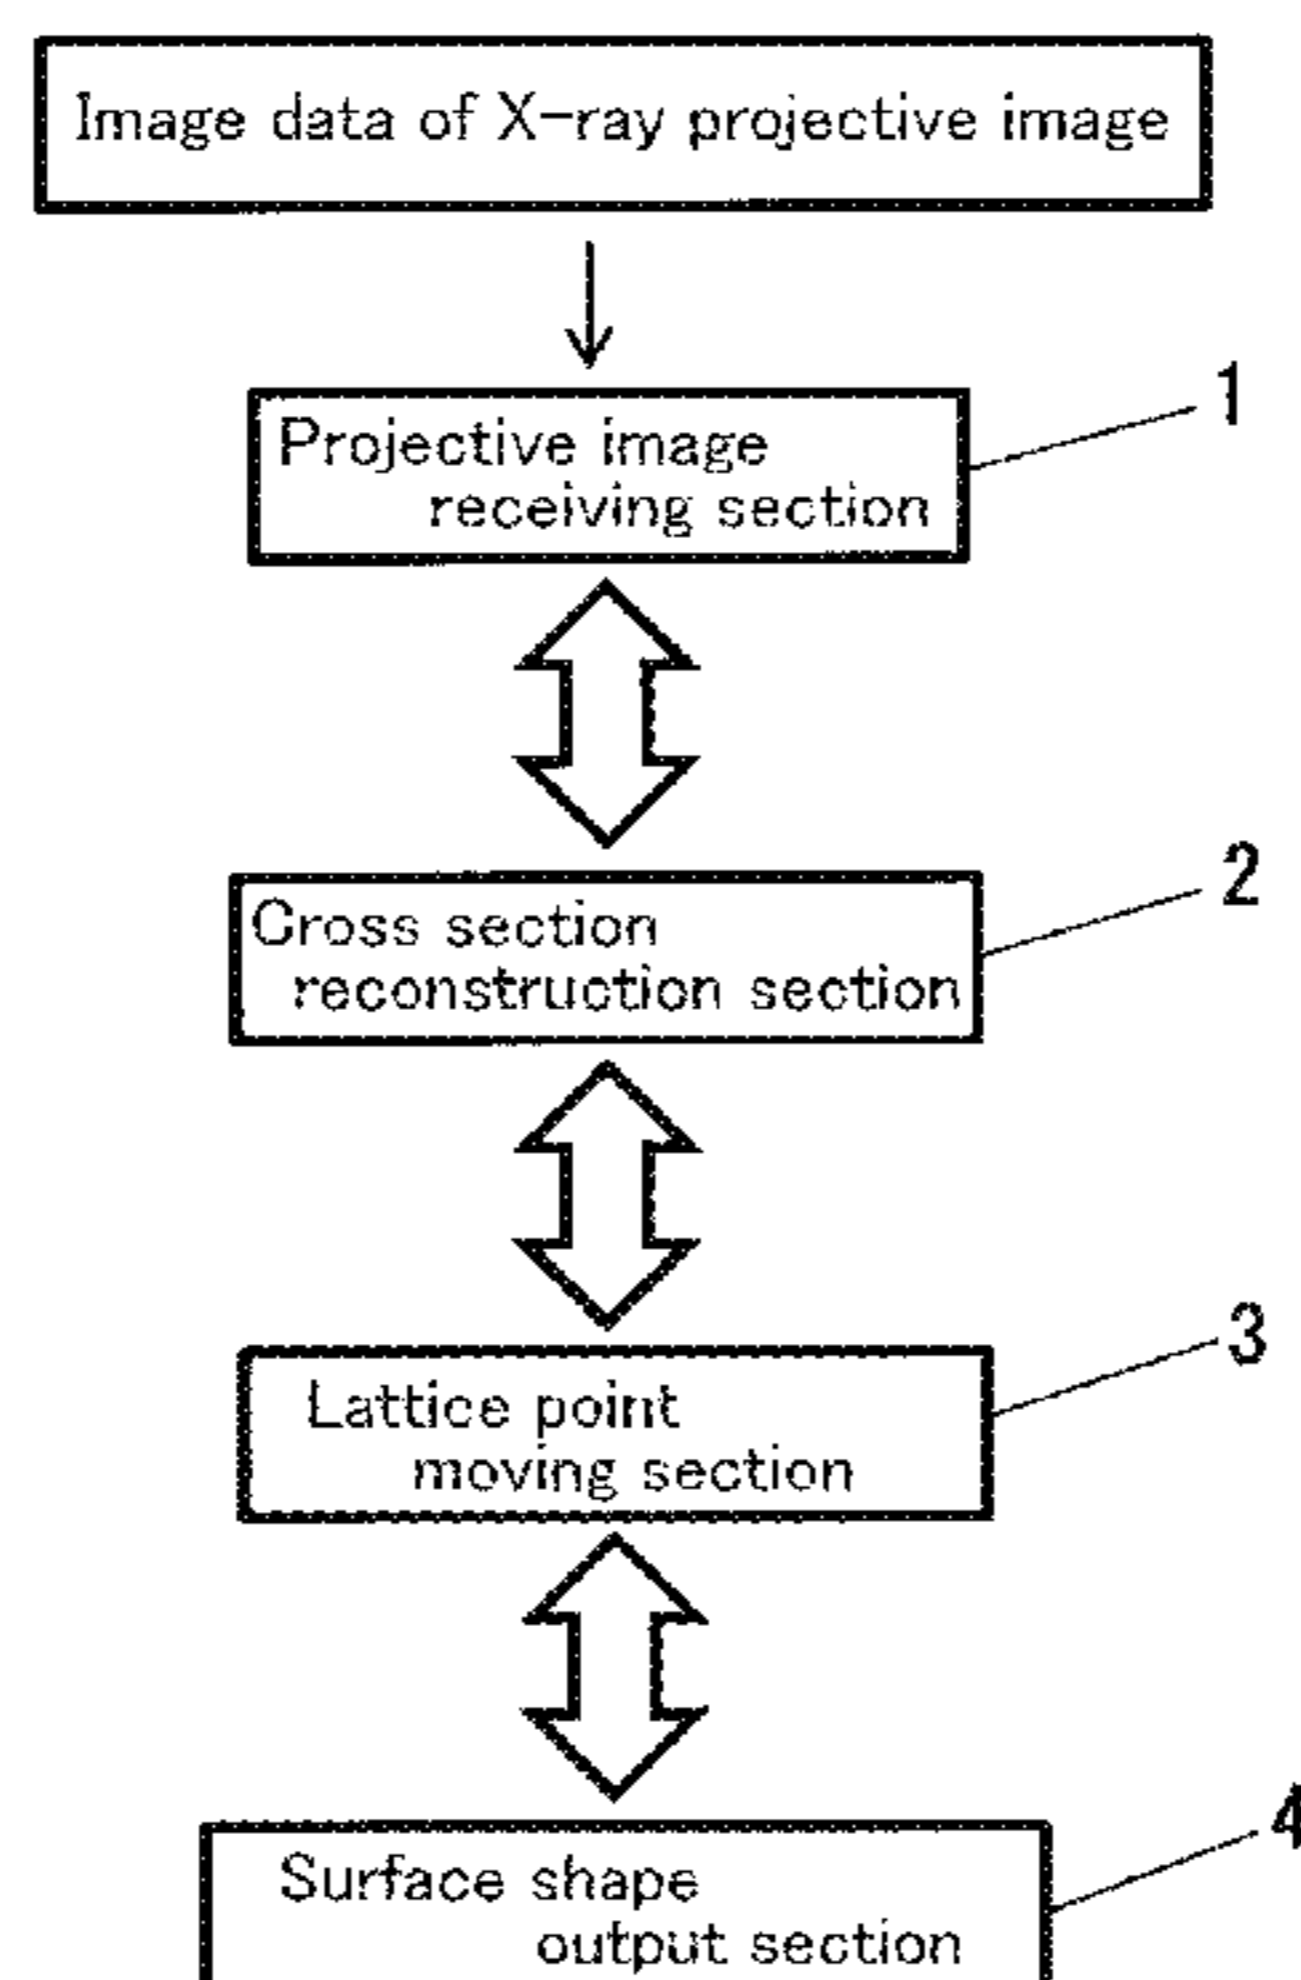 Image data of X-ray projective image
1
Projective image
receiving section
2
Cross section
reconstruction section
3
Lattice point
moving section
4
Surface shape
output section